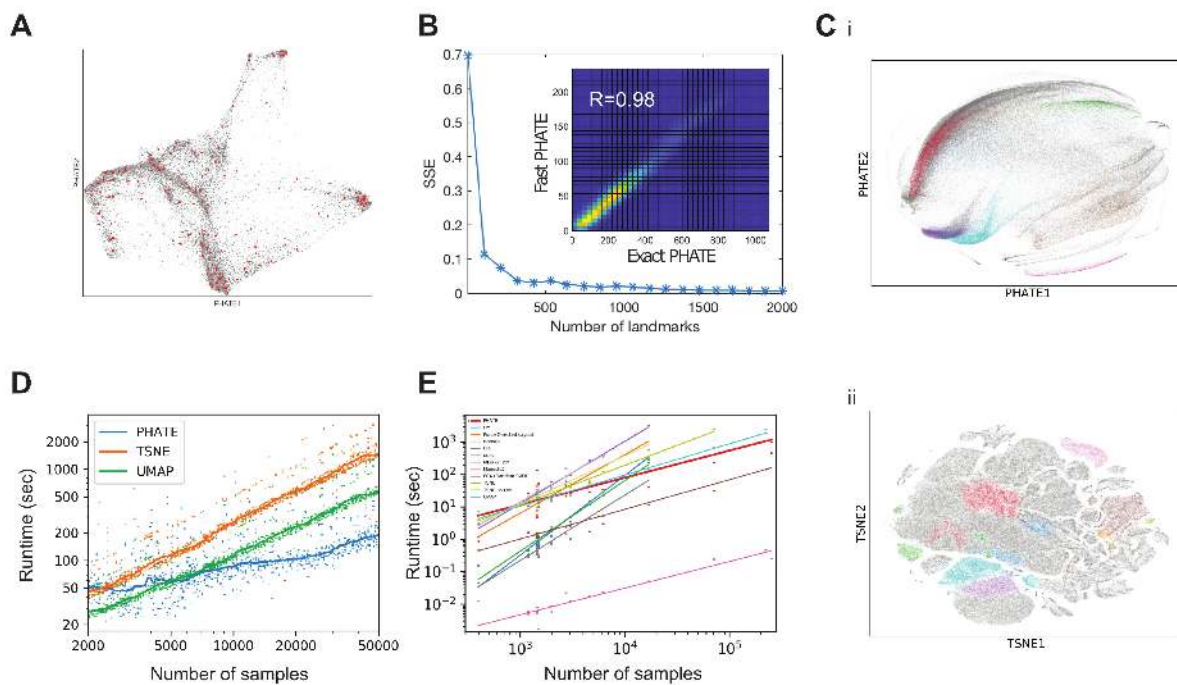 A
PHATE2
PHATE1
B
SSE
0.7
0.6
0.5
0.4
0.3
0.2
0.1
0
500
1000
1500
2000
Number of landmarks
R=0.98
Fast PHATE
200
150
100
50
0
0
200
400
600
800
1000
Exact PHATE
C i
PHATE2
PHATE1
D
PHATE
TSNE
UMAP
Runtime (sec)
2000
1000
500
200
100
50
20
2000
5000
10000
20000
50000
Number of samples
E
PHATE
Runtime (sec)
10³
10²
10¹
10⁰
10⁻¹
10⁻²
10³
10⁴
10⁵
Number of samples
ii
TSNE2
TSNE1